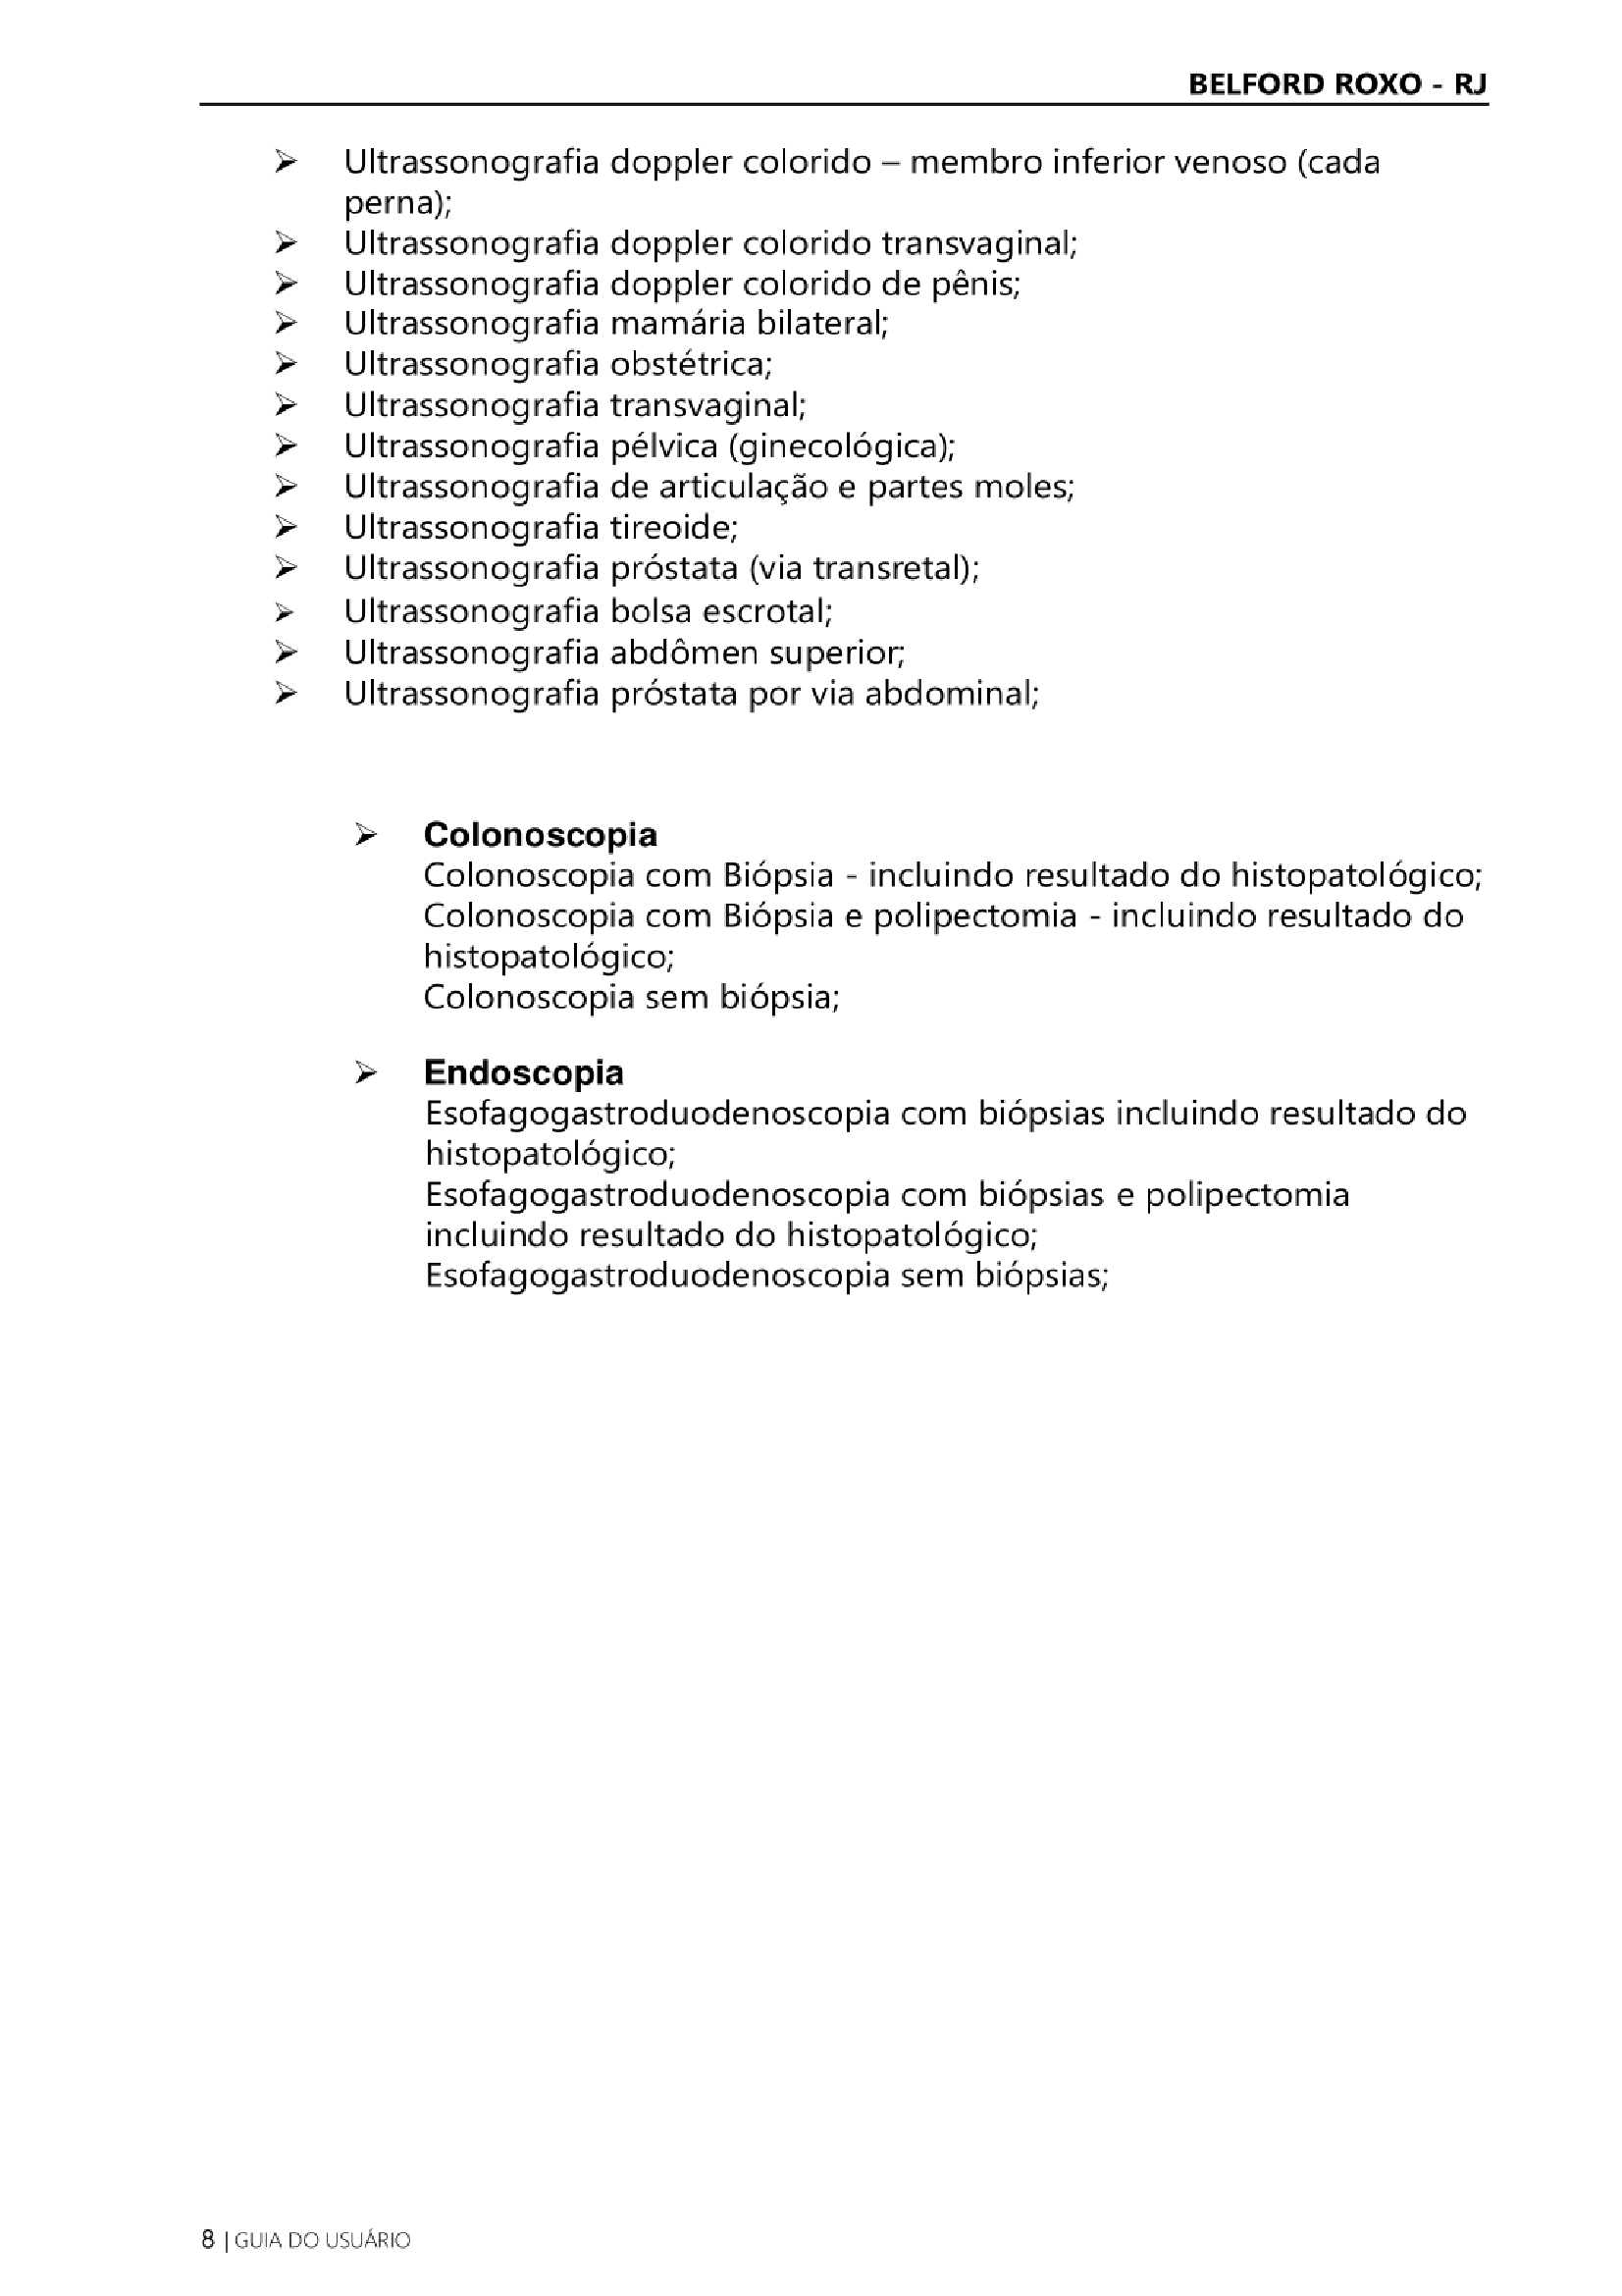 BELFORD ROXO - RJ
➢ Ultrassonografia doppler colorido – membro inferior venoso (cada
perna);
➢ Ultrassonografia doppler colorido transvaginal;
➢ Ultrassonografia doppler colorido de pênis;
➢ Ultrassonografia mamária bilateral;
➢ Ultrassonografia obstétrica;
➢ Ultrassonografia transvaginal;
➢ Ultrassonografia pélvica (ginecológica);
➢ Ultrassonografia de articulação e partes moles;
➢ Ultrassonografia tireoide;
➢ Ultrassonografia próstata (via transretal);
➢ Ultrassonografia bolsa escrotal;
➢ Ultrassonografia abdômen superior;
➢ Ultrassonografia próstata por via abdominal;
➢ Colonoscopia
Colonoscopia com Biópsia - incluindo resultado do histopatológico;
Colonoscopia com Biópsia e polipectomia - incluindo resultado do
histopatológico;
Colonoscopia sem biópsia;
➢ Endoscopia
Esofagogastroduodenoscopia com biópsias incluindo resultado do
histopatológico;
Esofagogastroduodenoscopia com biópsias e polipectomia
incluindo resultado do histopatológico;
Esofagogastroduodenoscopia sem biópsias;
8 | GUIA DO USUÁRIO